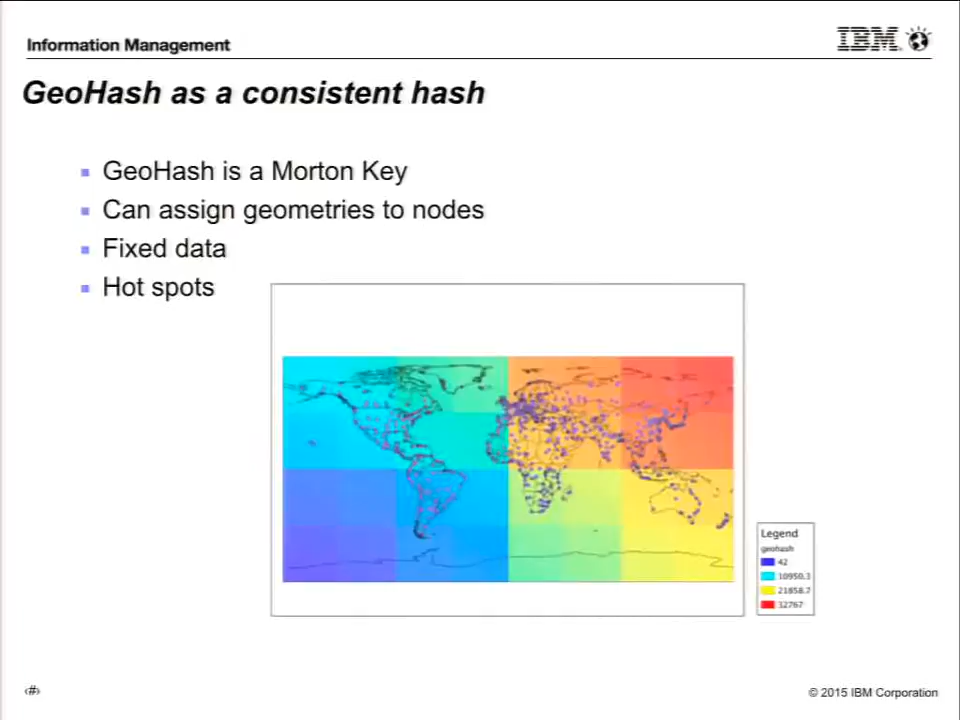 Information Management
IBM
GeoHash as a consistent hash
GeoHash is a Morton Key
Can assign geometries to nodes
Fixed data
Hot spots
Legend
geohash
42
10950.3
21858.7
32767
‹#›
© 2015 IBM Corporation